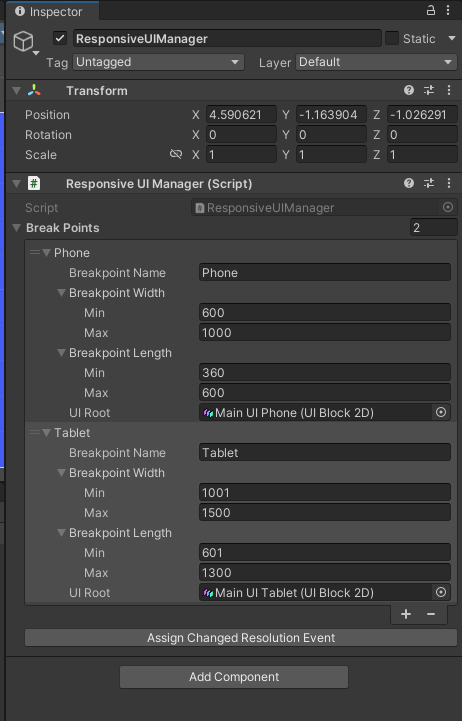 Inspector
ResponsiveUIManager Static
Tag Untagged Layer Default
Transform
Position X 4.590621 Y -1.163904 Z -1.026291
Rotation X 0 Y 0 Z 0
Scale X 1 Y 1 Z 1
# Responsive UI Manager (Script)
Script ResponsiveUIManager
Break Points 2
Phone
Breakpoint Name Phone
Breakpoint Width
Min 600
Max 1000
Breakpoint Length
Min 360
Max 600
UI Root Main UI Phone (UI Block 2D)
Tablet
Breakpoint Name Tablet
Breakpoint Width
Min 1001
Max 1500
Breakpoint Length
Min 601
Max 1300
UI Root Main UI Tablet (UI Block 2D)
+ −
Assign Changed Resolution Event
Add Component